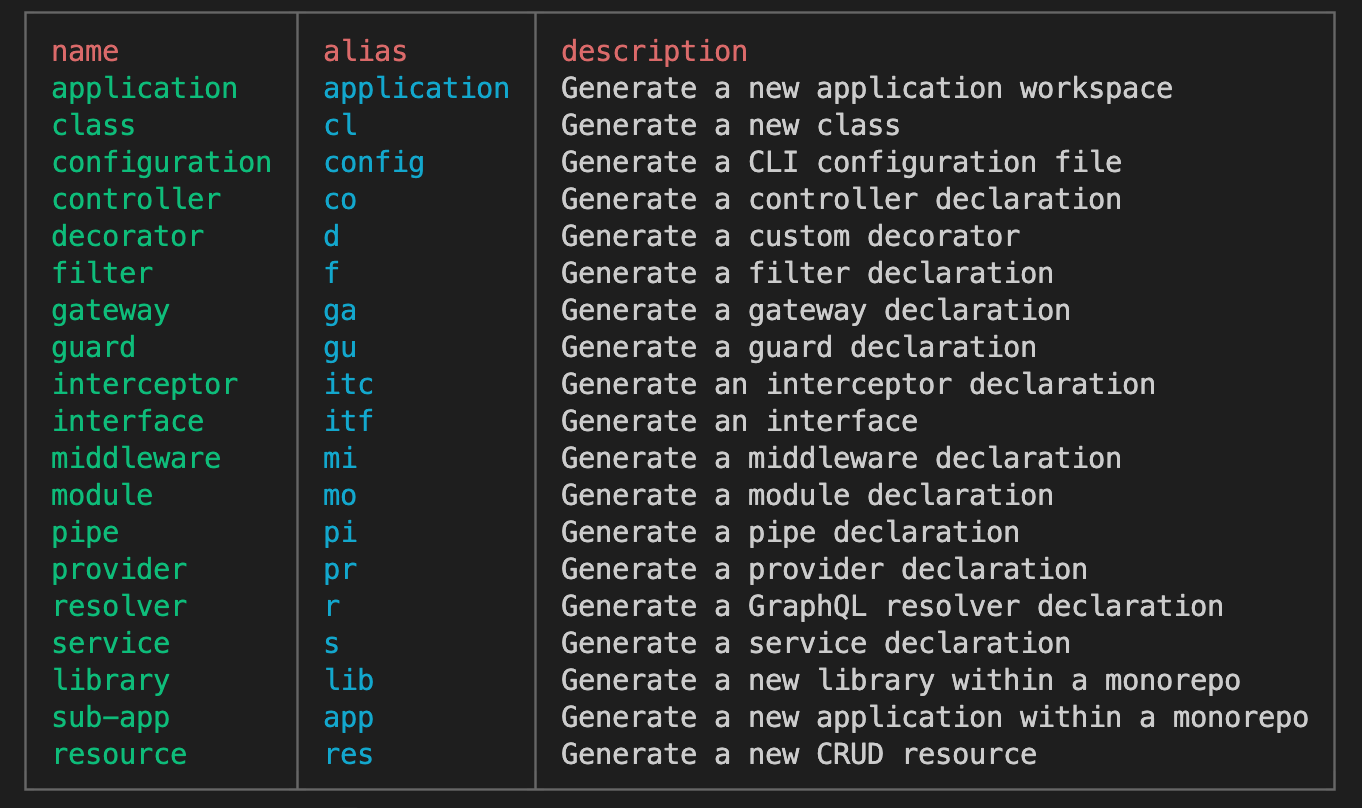 name alias description
application application Generate a new application workspace
class cl Generate a new class
configuration config Generate a CLI configuration file
controller co Generate a controller declaration
decorator d Generate a custom decorator
filter f Generate a filter declaration
gateway ga Generate a gateway declaration
guard gu Generate a guard declaration
interceptor itc Generate an interceptor declaration
interface itf Generate an interface
middleware mi Generate a middleware declaration
module mo Generate a module declaration
pipe pi Generate a pipe declaration
provider pr Generate a provider declaration
resolver r Generate a GraphQL resolver declaration
service s Generate a service declaration
library lib Generate a new library within a monorepo
sub-app app Generate a new application within a monorepo
resource res Generate a new CRUD resource